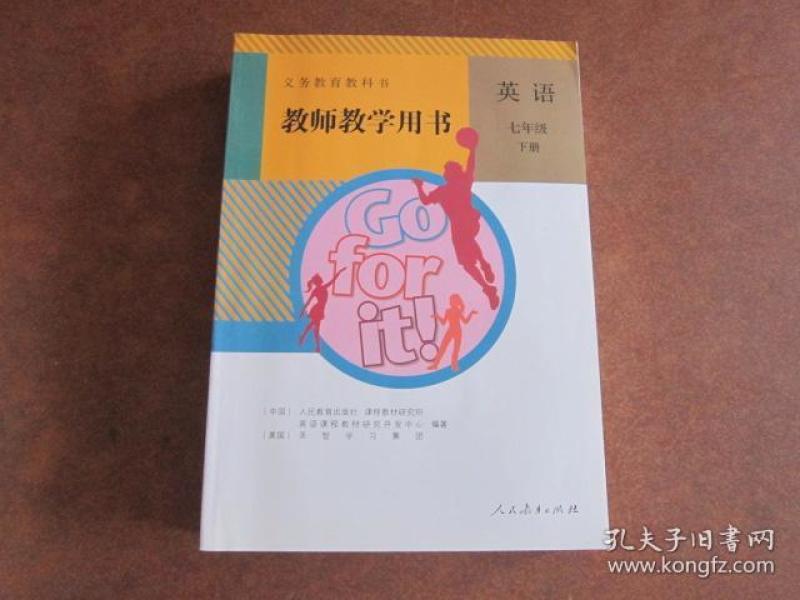 义务教育教科书
教师教学用书
英语
七年级
下册
Go
for
it!
[中国] 人民教育出版社 课程教材研究所
英语课程教材研究开发中心 编著
[美国] 圣智学习集团
人民教育出版社
孔夫子旧书网
www.kongfz.com